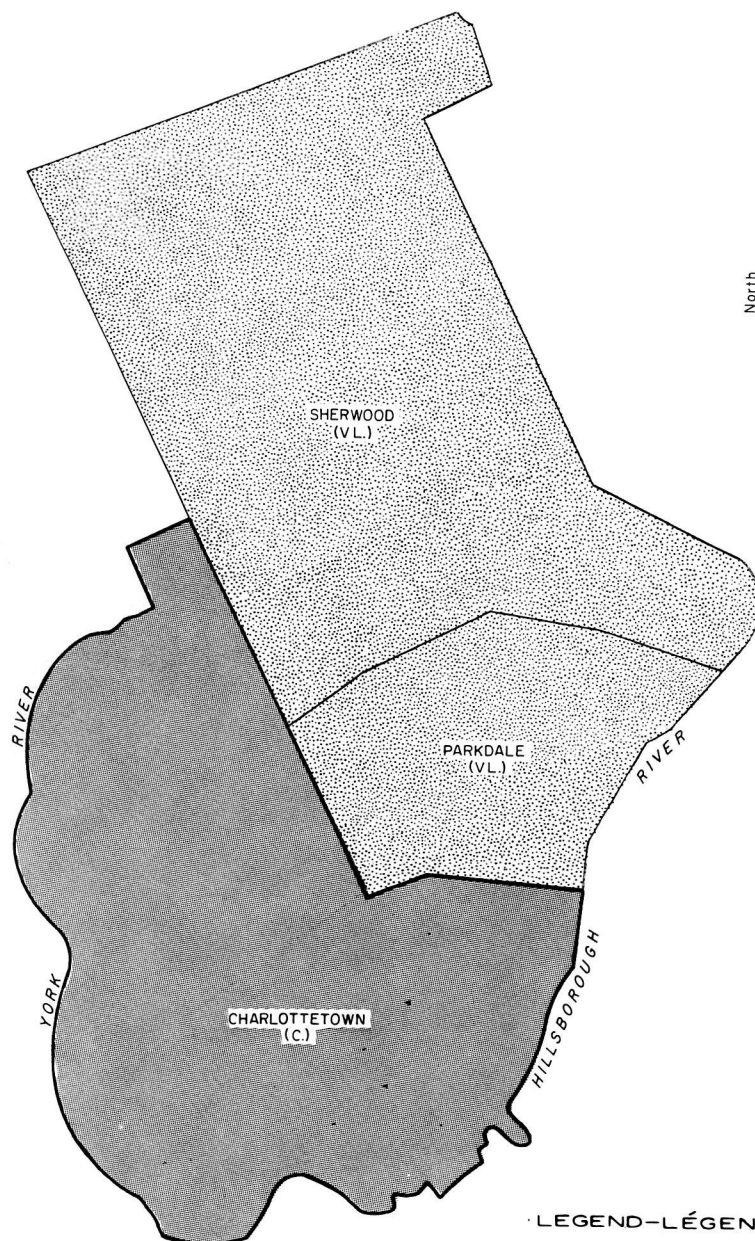 North
SHERWOOD
(VL.)
RIVER
PARKDALE
(VL.)
RIVER
YORK
CHARLOTTETOWN
(C.)
HILLSBOROUGH
LEGEND-LÉGEN